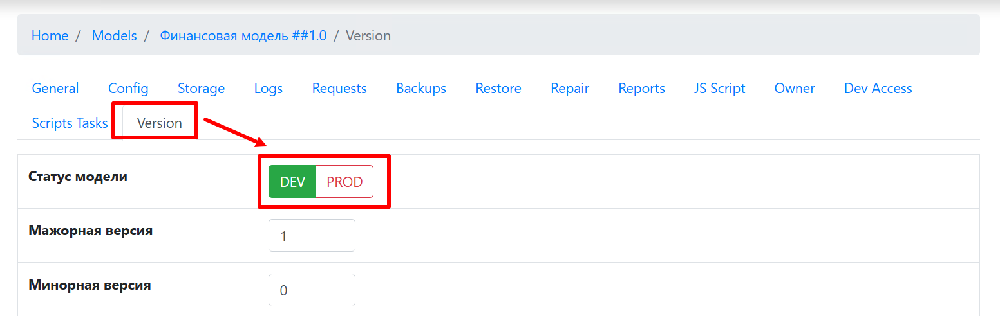 Home / Models / Финансовая модель ##1.0 / Version
General Config Storage Logs Requests Backups Restore Repair Reports JS Script Owner Dev Access
Scripts Tasks Version
Статус модели DEV PROD
Мажорная версия 1
Минорная версия 0